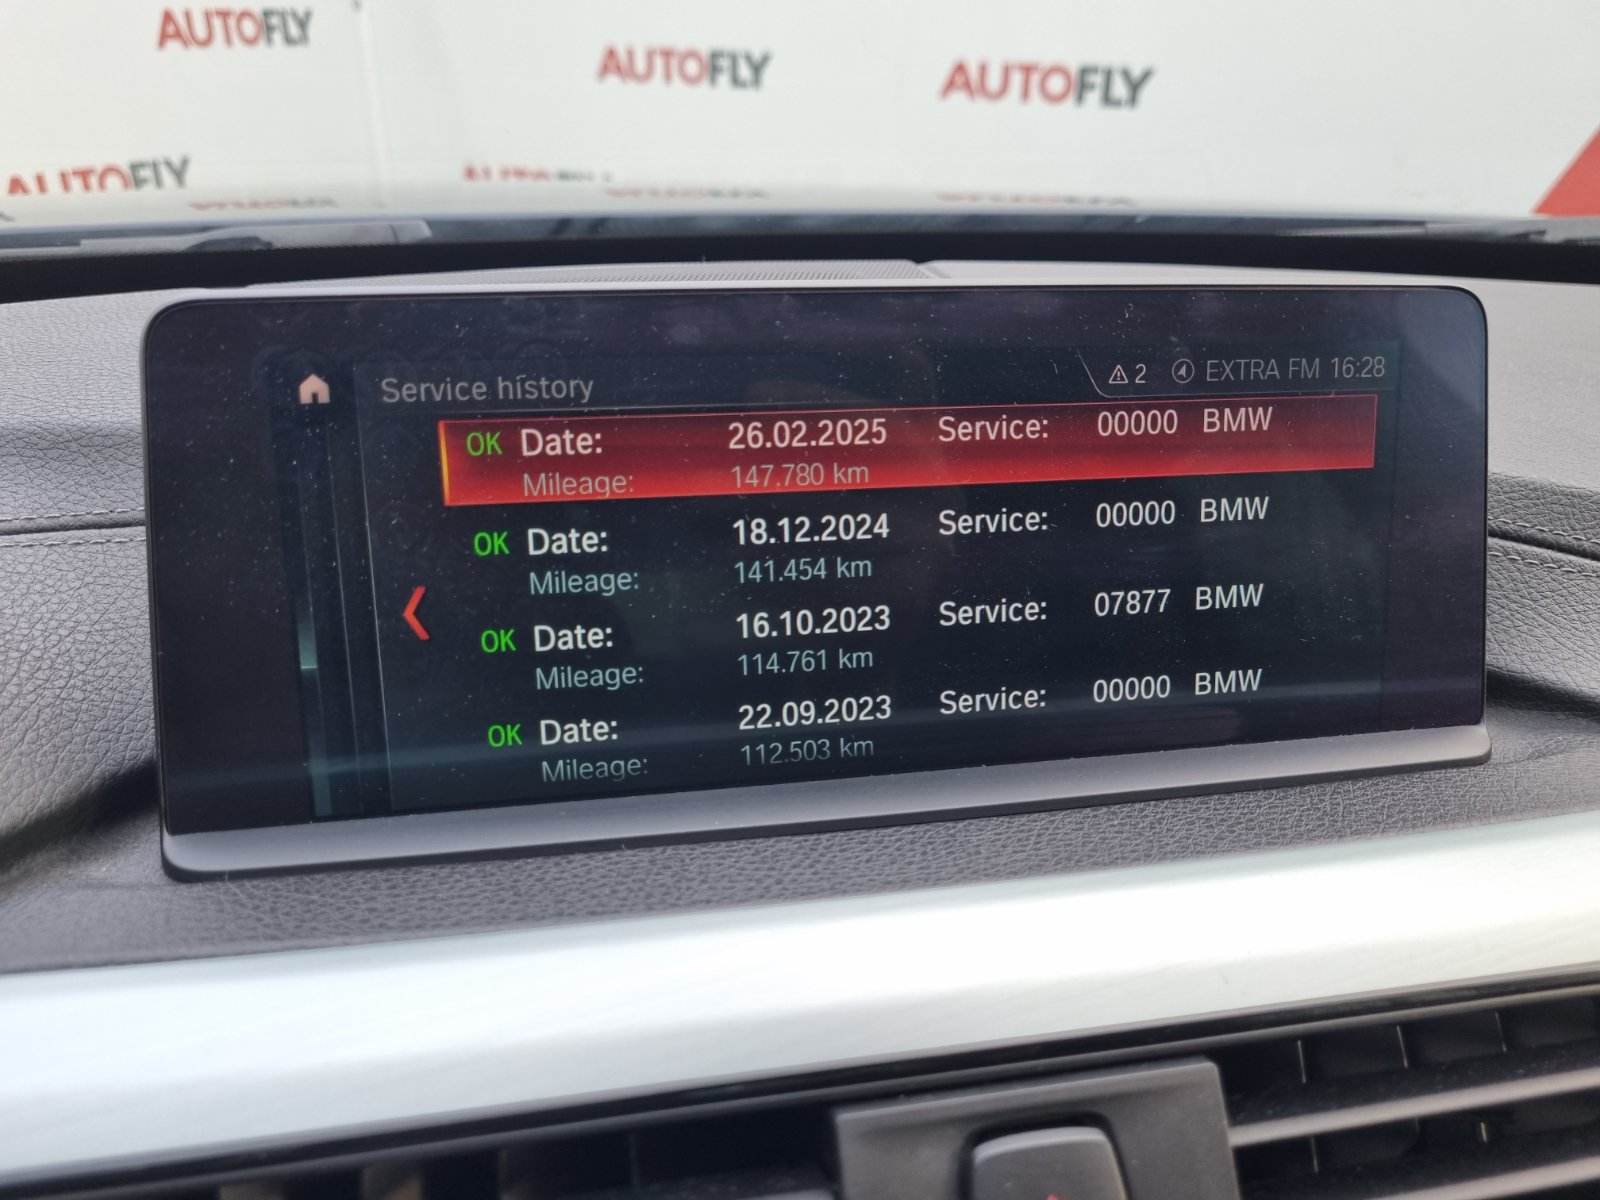 AUTOFLY
AUTOFLY
AUTOFLY
AUTOFLY
Service history
2 EXTRA FM 16:28
OK Date: 26.02.2025 Service: 00000 BMW
Mileage: 147.780 km
OK Date: 18.12.2024 Service: 00000 BMW
Mileage: 141.454 km
OK Date: 16.10.2023 Service: 07877 BMW
Mileage: 114.761 km
OK Date: 22.09.2023 Service: 00000 BMW
Mileage: 112.503 km